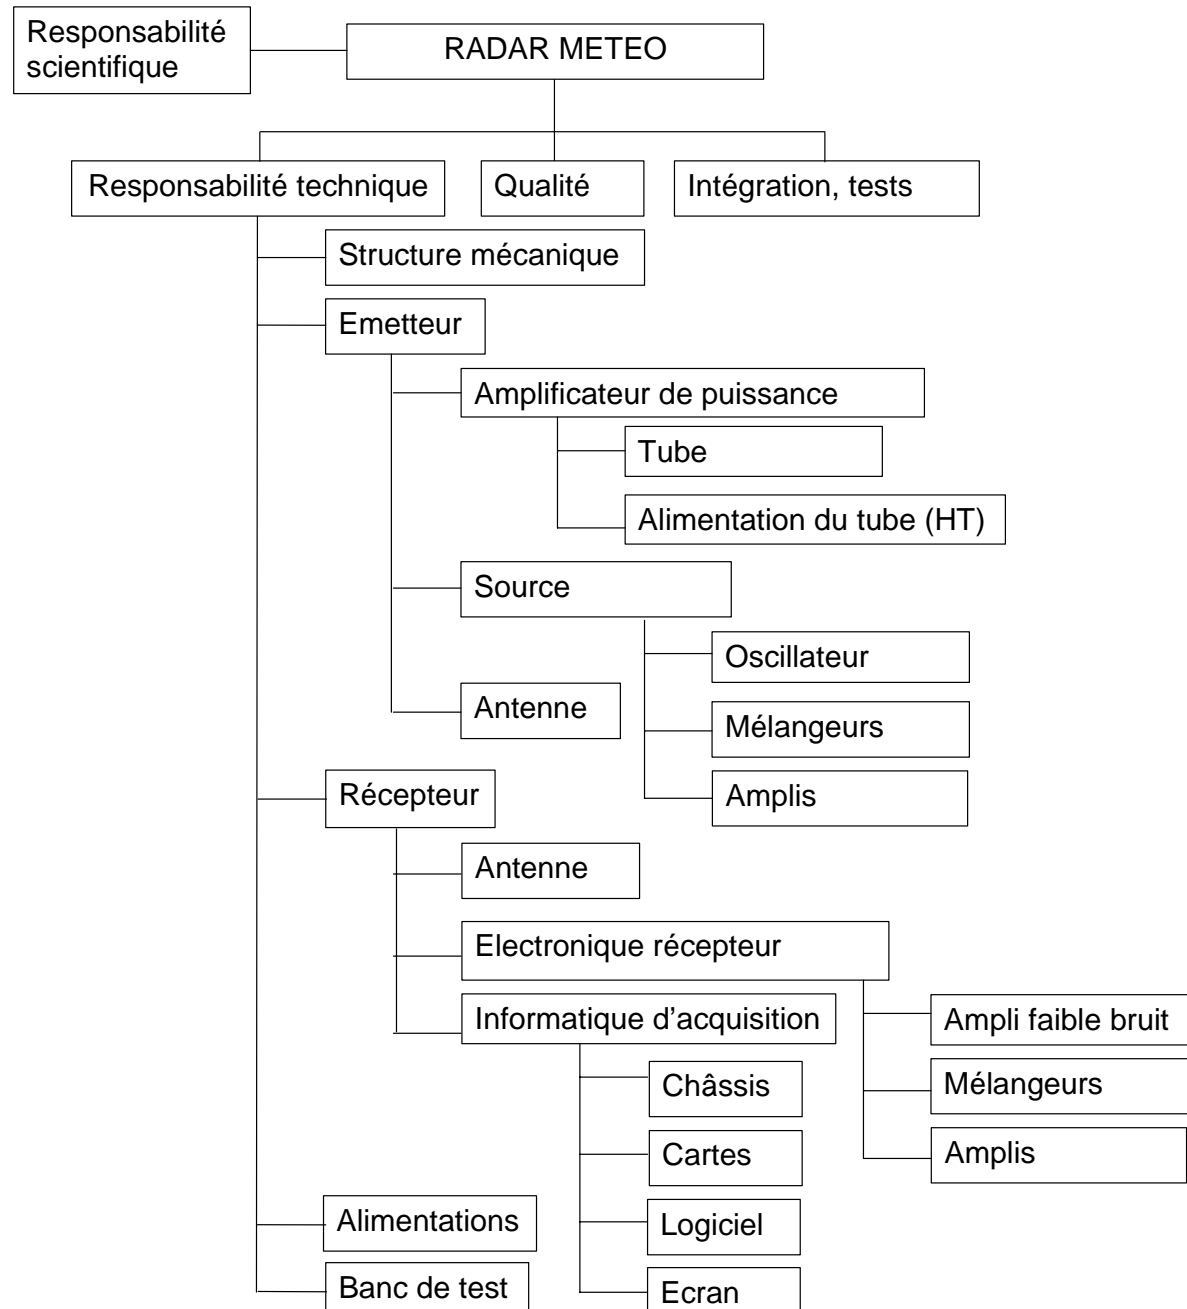 Responsabilité
scientifique
RADAR METEO
Responsabilité technique
Qualité
Intégration, tests
Structure mécanique
Emetteur
Amplificateur de puissance
Tube
Alimentation du tube (HT)
Source
Oscillateur
Mélangeurs
Amplis
Antenne
Récepteur
Antenne
Electronique récepteur
Ampli faible bruit
Mélangeurs
Amplis
Informatique d'acquisition
Châssis
Cartes
Logiciel
Ecran
Alimentations
Banc de test